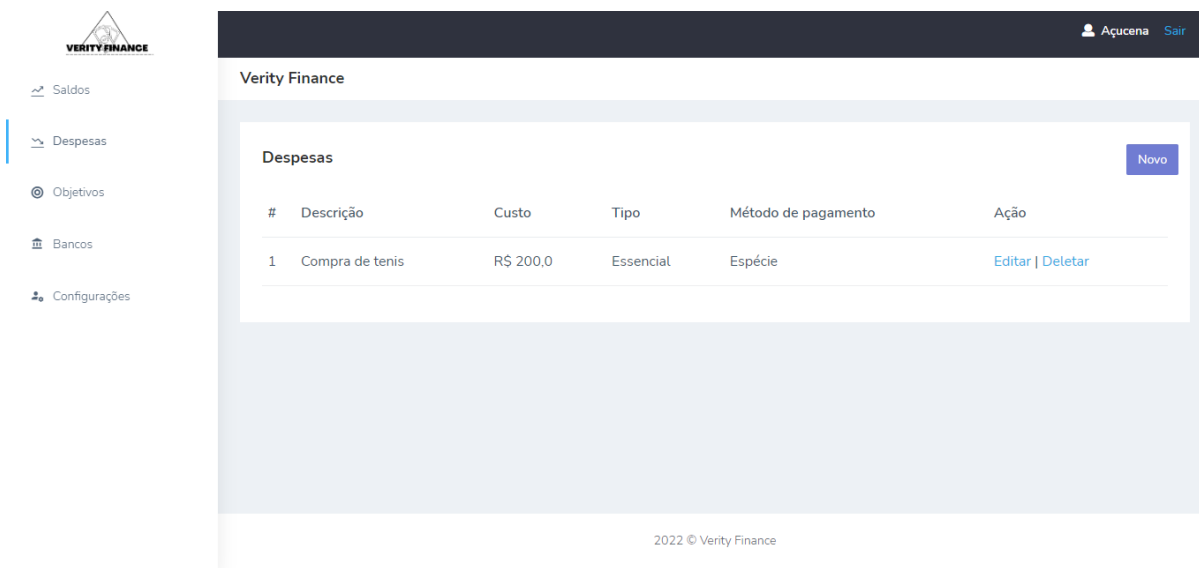 VERITY FINANCE
Açucena Sair
Verity Finance
Saldos
Despesas
Objetivos
Bancos
Configurações
Despesas
Novo
# Descrição Custo Tipo Método de pagamento Ação
1 Compra de tenis R$ 200,0 Essencial Espécie Editar | Deletar
2022 © Verity Finance